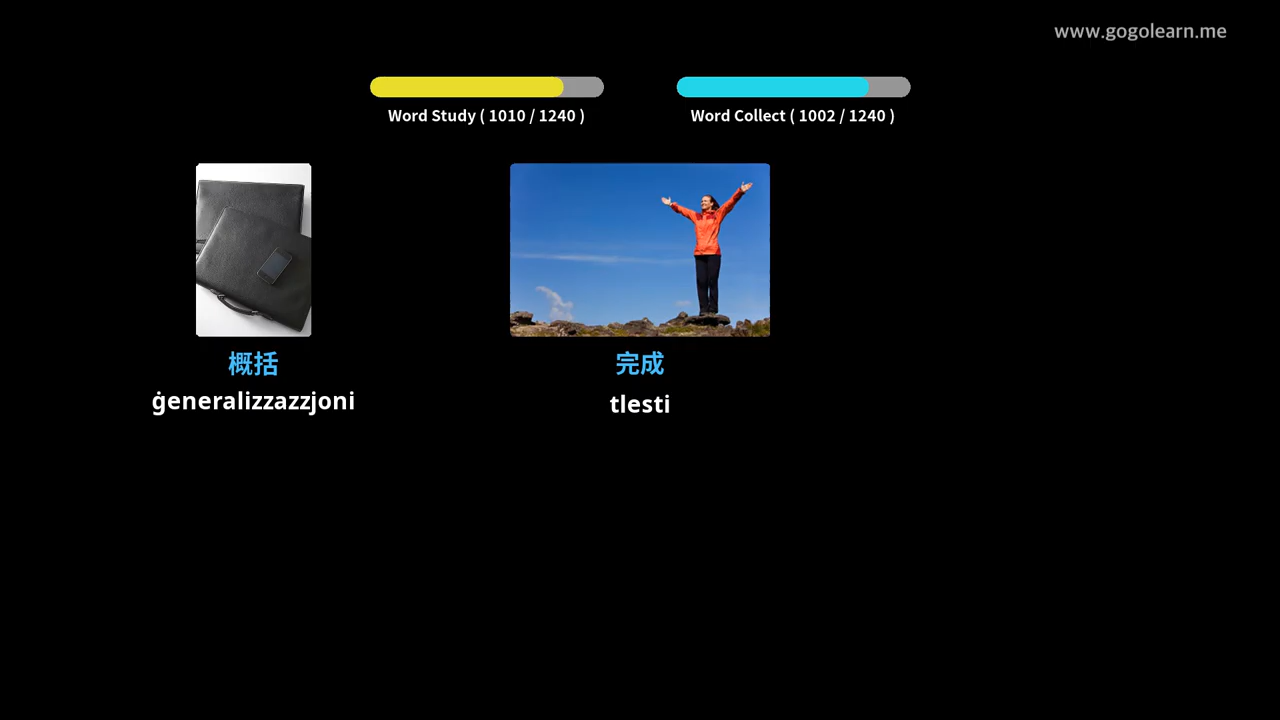 www.gogolearn.me
Word Study ( 1010 / 1240 )
Word Collect ( 1002 / 1240 )
概括
ġeneralizzazzjoni
完成
tlesti